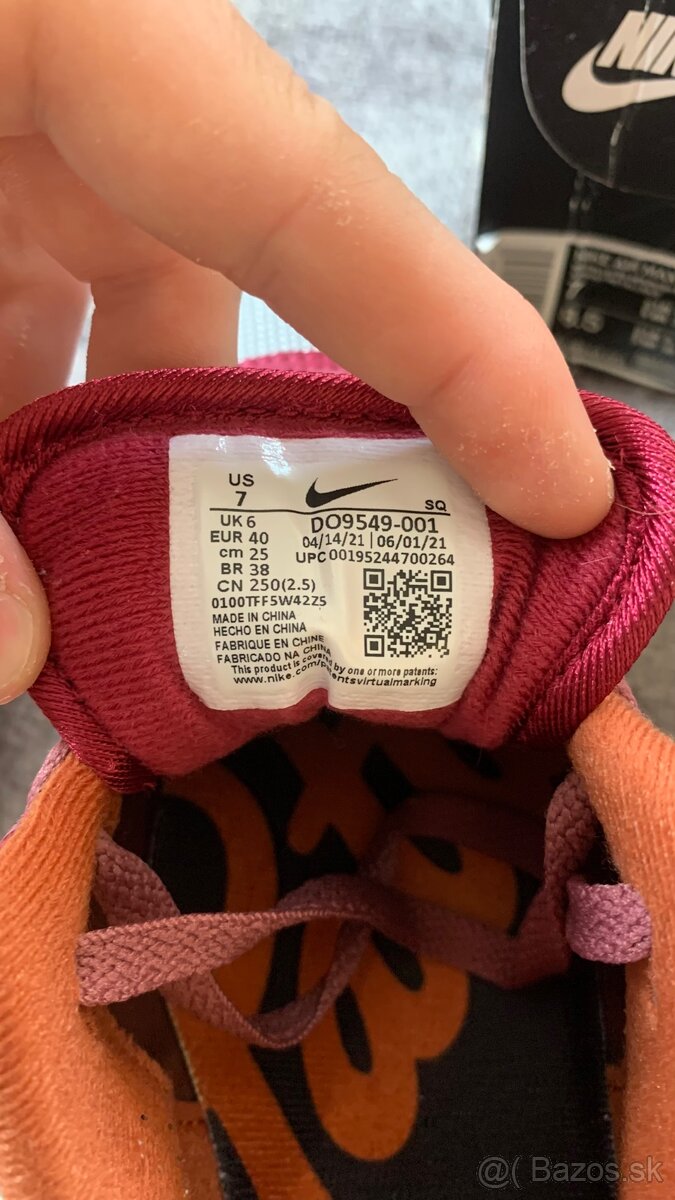 NIK
US
7
SQ
UK 6
DO9549-001
EUR 40
04/14/21 | 06/01/21
cm 25
UPC 00195244700264
BR 38
CN 250(2.5)
0100TFF5W42Z5
MADE IN CHINA
HECHO EN CHINA
FABRIQUE EN CHINE
FABRICADO NA CHINA
This product is covered by one or more patents:
www.nike.com/patentsvirtualmarking
@( Bazos.sk